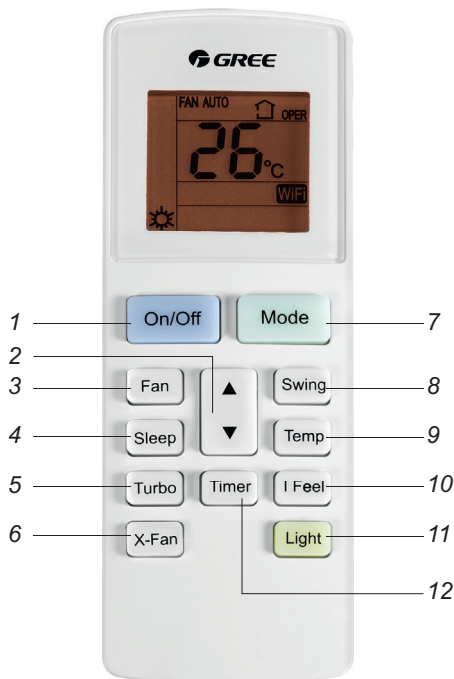 GREE
FAN AUTO
OPER
26°C
WiFi
1 On/Off Mode 7
2
3 Fan ▲ Swing 8
4 Sleep ▼ Temp 9
5 Turbo Timer I Feel 10
6 X-Fan Light 11
12